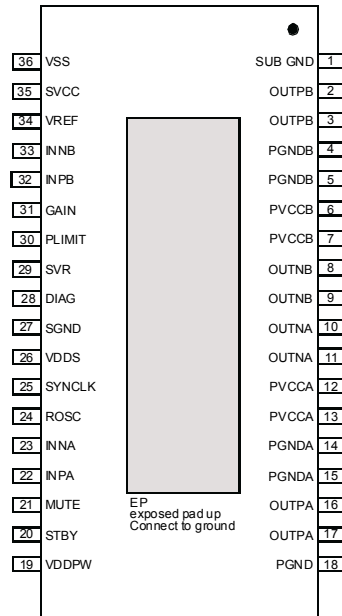 36 VSS SUB GND 1
35 SVCC OUTPB 2
34 VREF OUTPB 3
33 INNB PGNDB 4
32 INPB PGNDB 5
31 GAIN PVCCB 6
30 PLIMIT PVCCB 7
29 SVR OUTNB 8
28 DIAG OUTNB 9
27 SGND OUTNA 10
26 VDDS OUTNA 11
25 SYNCLK PVCCA 12
24 ROSC PVCCA 13
23 INNA PGNDA 14
22 INPA PGNDA 15
21 MUTE OUTPA 16
20 STBY OUTPA 17
19 VDDPW PGND 18
EP
exposed pad up
Connect to ground